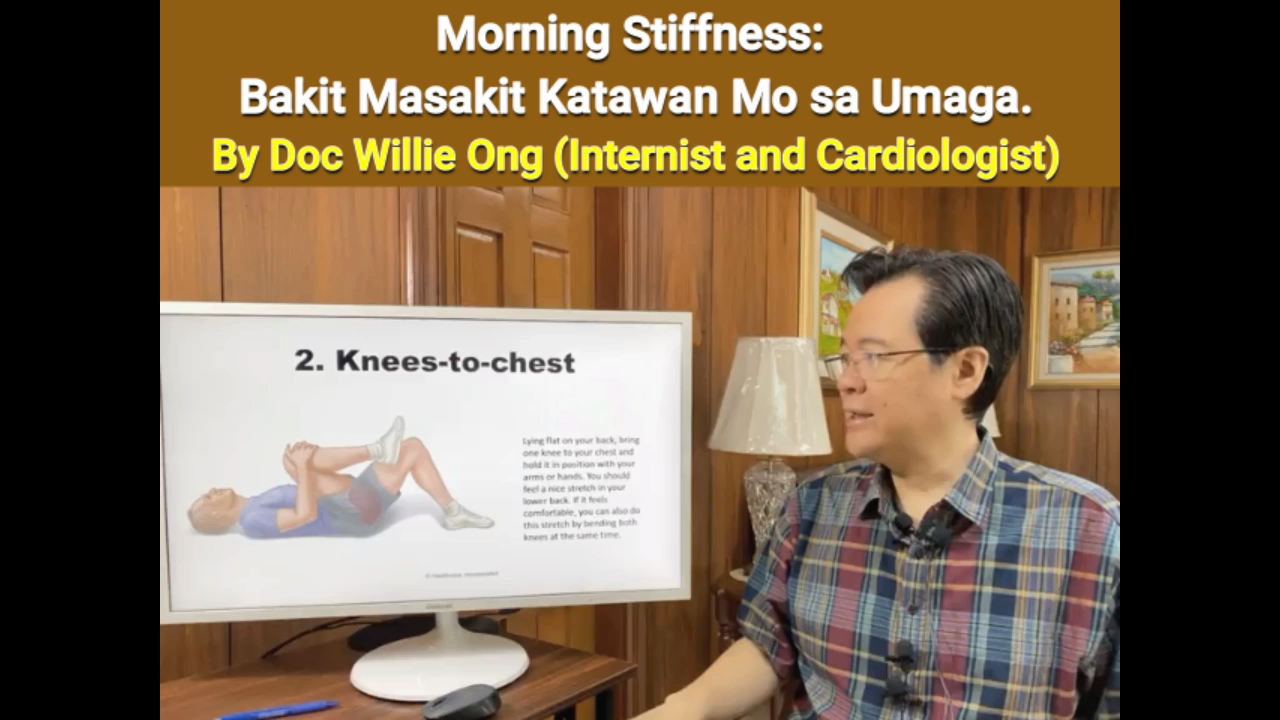 Morning Stiffness:
Bakit Masakit Katawan Mo sa Umaga.
By Doc Willie Ong (Internist and Cardiologist)
2. Knees-to-chest
Lying flat on your back, bring
one knee to your chest and
hold it in position with your
arms or hands. You should
feel a nice stretch in your
lower back. If it feels
comfortable, you can also do
this stretch by bending both
knees at the same time.